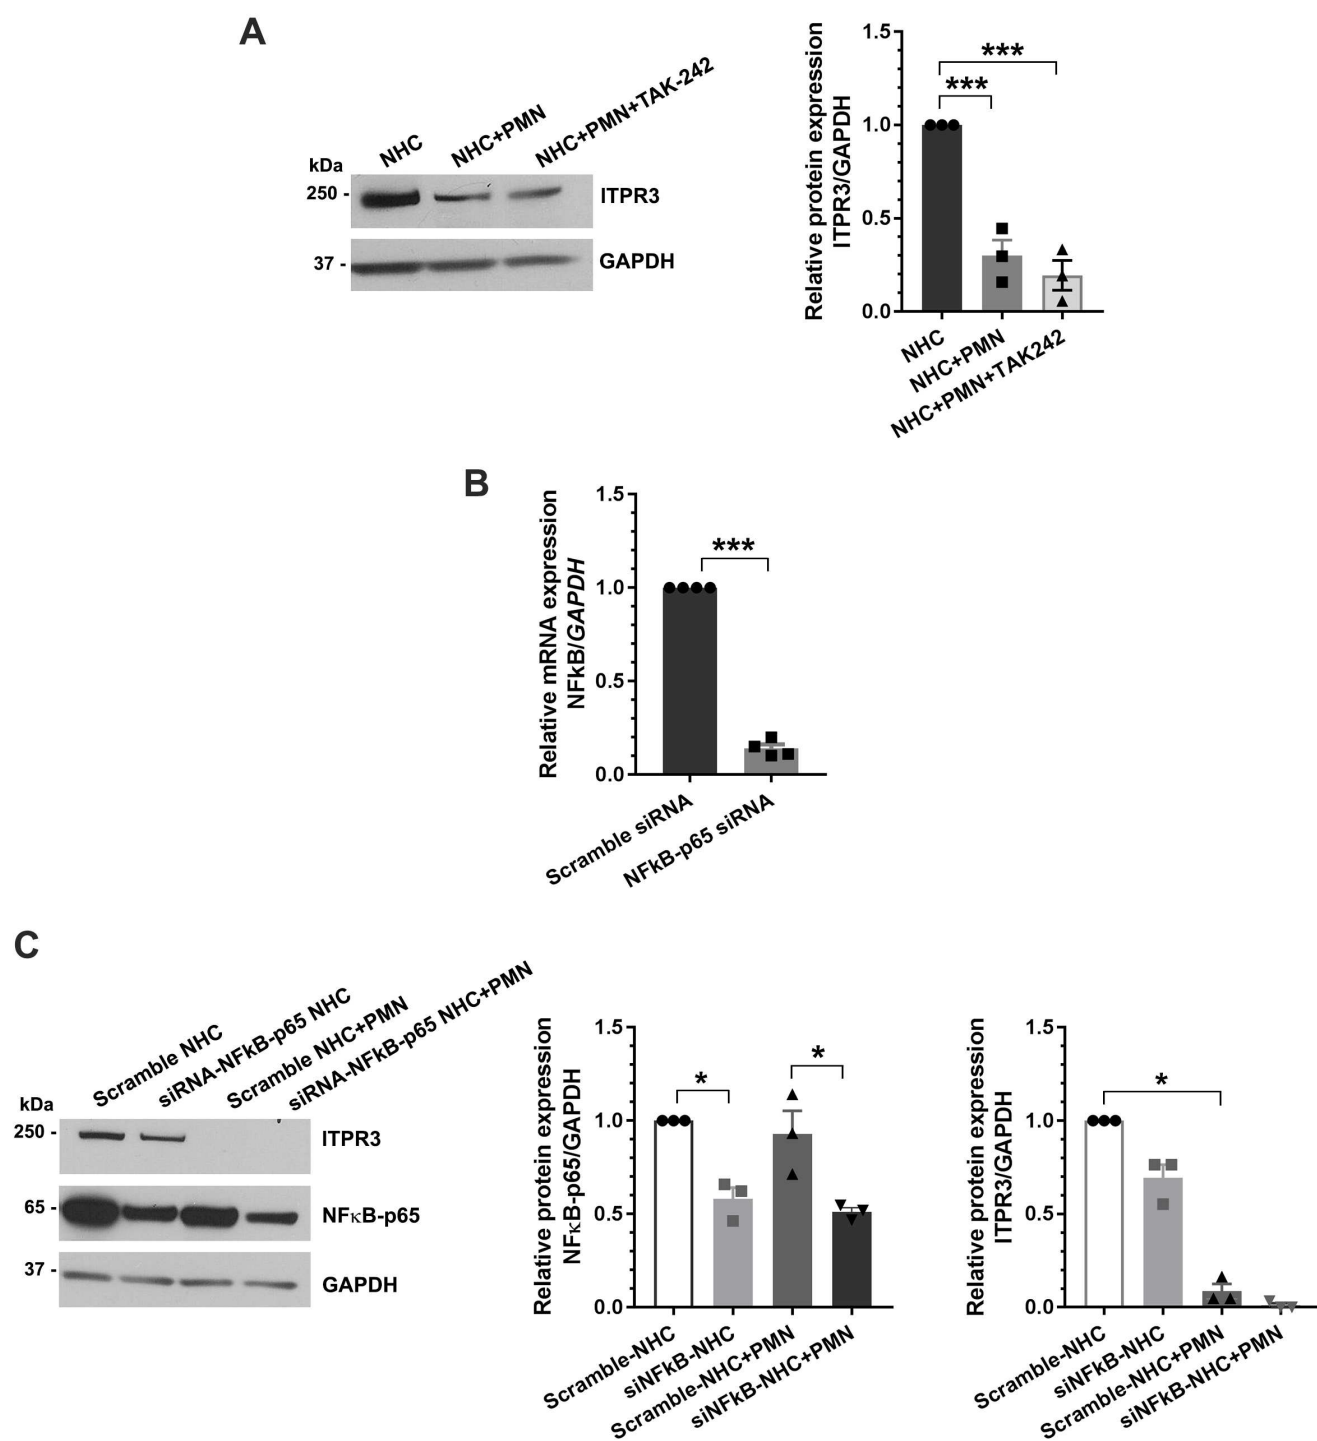 A
NHC
NHC+PMN
NHC+PMN+TAK-242
kDa
250 -
ITPR3
37 -
GAPDH
Relative protein expression
ITPR3/GAPDH
1.5
1.0
0.5
0.0
***
***
NHC
NHC+PMN
NHC+PMN+TAK242
B
Relative mRNA expression
NFkB/GAPDH
1.5
1.0
0.5
0.0
***
Scramble siRNA
NFkB-p65 siRNA
C
Scramble NHC
siRNA-NFkB-p65 NHC
Scramble NHC+PMN
siRNA-NFkB-p65 NHC+PMN
kDa
250 -
ITPR3
65 -
NFκB-p65
37 -
GAPDH
Relative protein expression
NFκB-p65/GAPDH
1.5
1.0
0.5
0.0
*
*
Scramble-NHC
siNFkB-NHC
Scramble-NHC+PMN
siNFkB-NHC+PMN
Relative protein expression
ITPR3/GAPDH
1.5
1.0
0.5
0.0
*
Scramble-NHC
siNFkB-NHC
Scramble-NHC+PMN
siNFkB-NHC+PMN